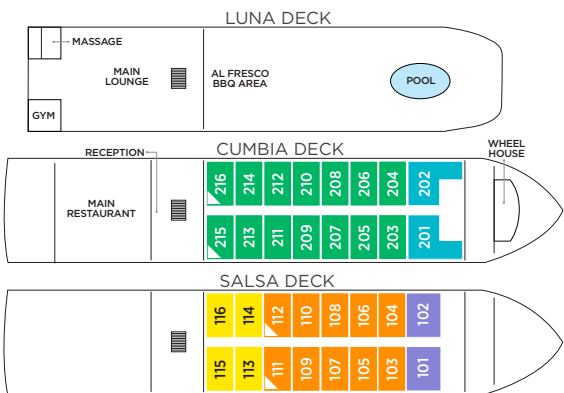 LUNA DECK
MASSAGE
MAIN
LOUNGE
AL FRESCO
BBQ AREA
POOL
GYM
RECEPTION
CUMBIA DECK
WHEEL
HOUSE
216 214 212 210 208 206 204 202
MAIN
RESTAURANT
215 213 211 209 207 205 203 201
SALSA DECK
116 114 112 110 108 106 104 102
115 113 111 109 107 105 103 101